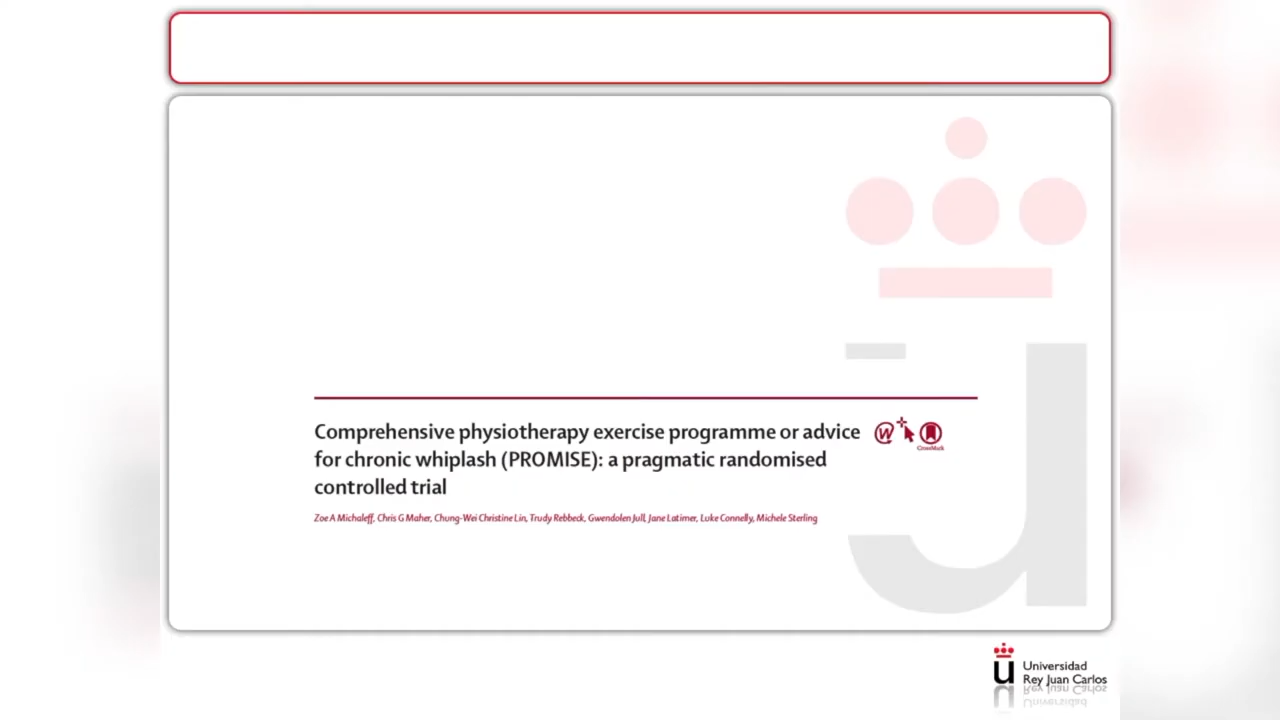 Comprehensive physiotherapy exercise programme or advice
for chronic whiplash (PROMISE): a pragmatic randomised
controlled trial
CrossMark
Zoe A Michaleff, Chris G Maher, Chung-Wei Christine Lin, Trudy Rebbeck, Gwendolen Jull, Jane Latimer, Luke Connelly, Michele Sterling
Universidad
Rey Juan Carlos